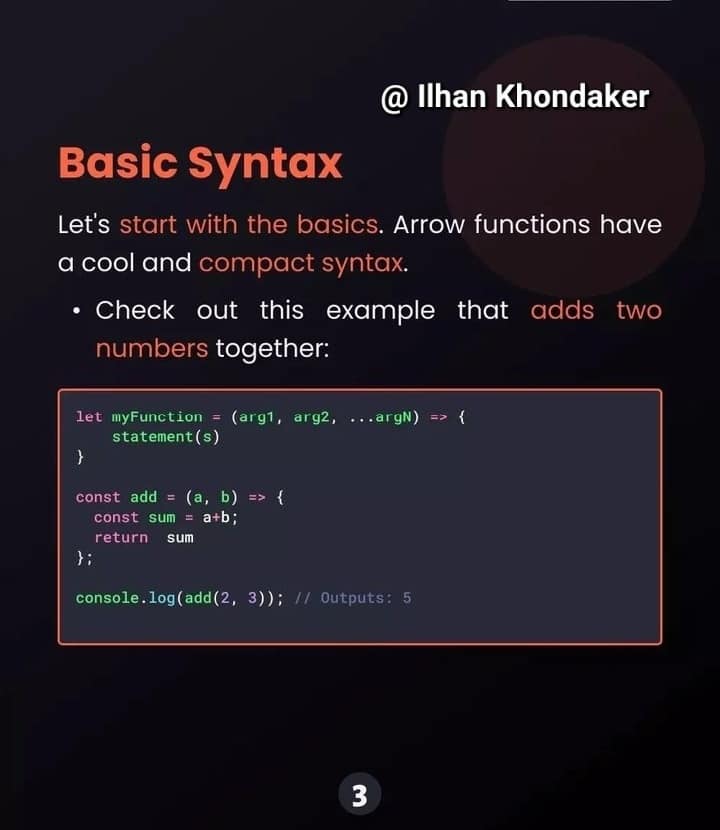 @ Ilhan Khondaker
Basic Syntax
Let's start with the basics. Arrow functions have
a cool and compact syntax.
• Check out this example that adds two
numbers together:
let myFunction = (arg1, arg2, ...argN) => {
    statement(s)
}
const add = (a, b) => {
  const sum = a+b;
  return  sum
};
console.log(add(2, 3)); // Outputs: 5
3